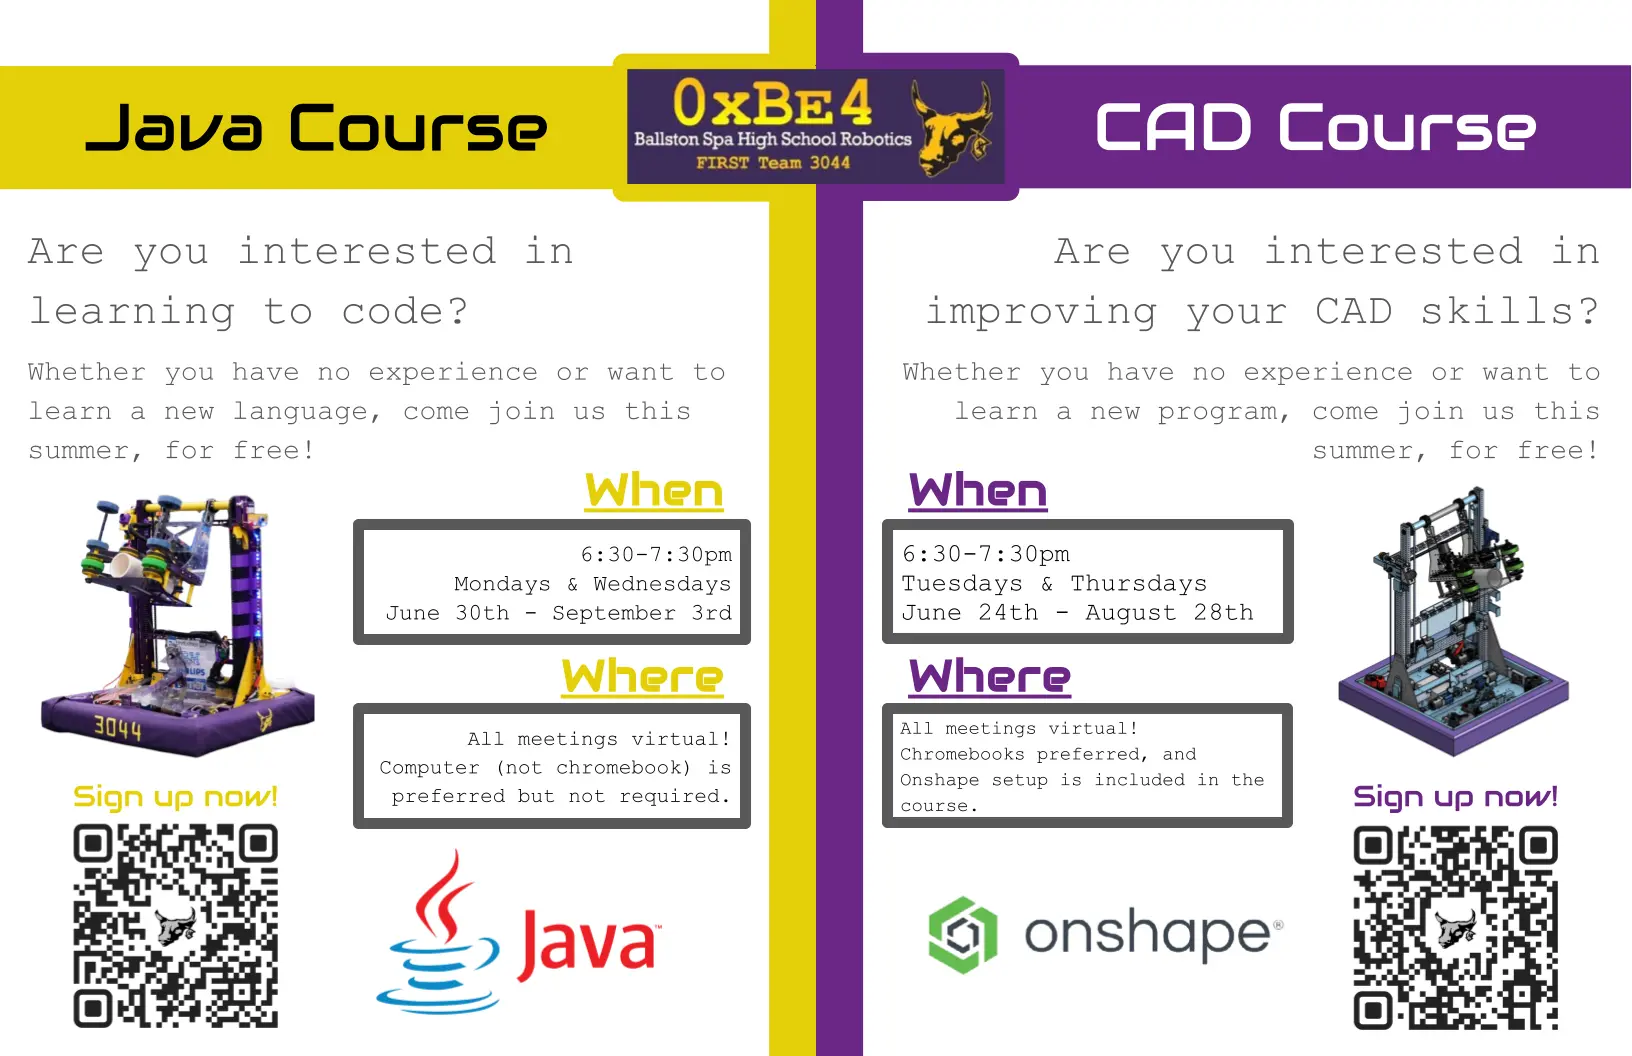 Java Course
0xBE4
Ballston Spa High School Robotics
FIRST Team 3044
CAD Course
Are you interested in
learning to code?
Whether you have no experience or want to
learn a new language, come join us this
summer, for free!
When
6:30-7:30pm
Mondays & Wednesdays
June 30th - September 3rd
Where
All meetings virtual!
Computer (not chromebook) is
preferred but not required.
3044
Sign up now!
Java™
Are you interested in
improving your CAD skills?
Whether you have no experience or want to
learn a new program, come join us this
summer, for free!
When
6:30-7:30pm
Tuesdays & Thursdays
June 24th - August 28th
Where
All meetings virtual!
Chromebooks preferred, and
Onshape setup is included in the
course.
Sign up now!
onshape®